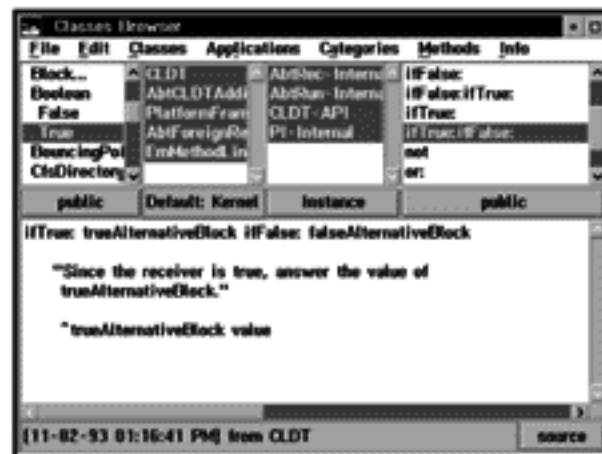 Classes Browser
File Edit Classes Applications Categories Methods Info
Block...
Boolean
False
True
BouncingPoi
CfsDirectory
CLDT
AbtCLDTAddi
PlatformFram
AbtForeignRe
EmMethodLin
AbtRec-Interna
AbtRun-Interna
CLDT-API
PI-Internal
ifFalse:
ifFalse:ifTrue:
ifTrue:
ifTrue:ifFalse:
not
or:
public Default: Kernel Instance public
ifTrue: trueAlternativeBlock ifFalse: falseAlternativeBlock
"Since the receiver is true, answer the value of
trueAlternativeBlock."
^trueAlternativeBlock value
[11-02-93 01:16:41 PM] from CLDT source